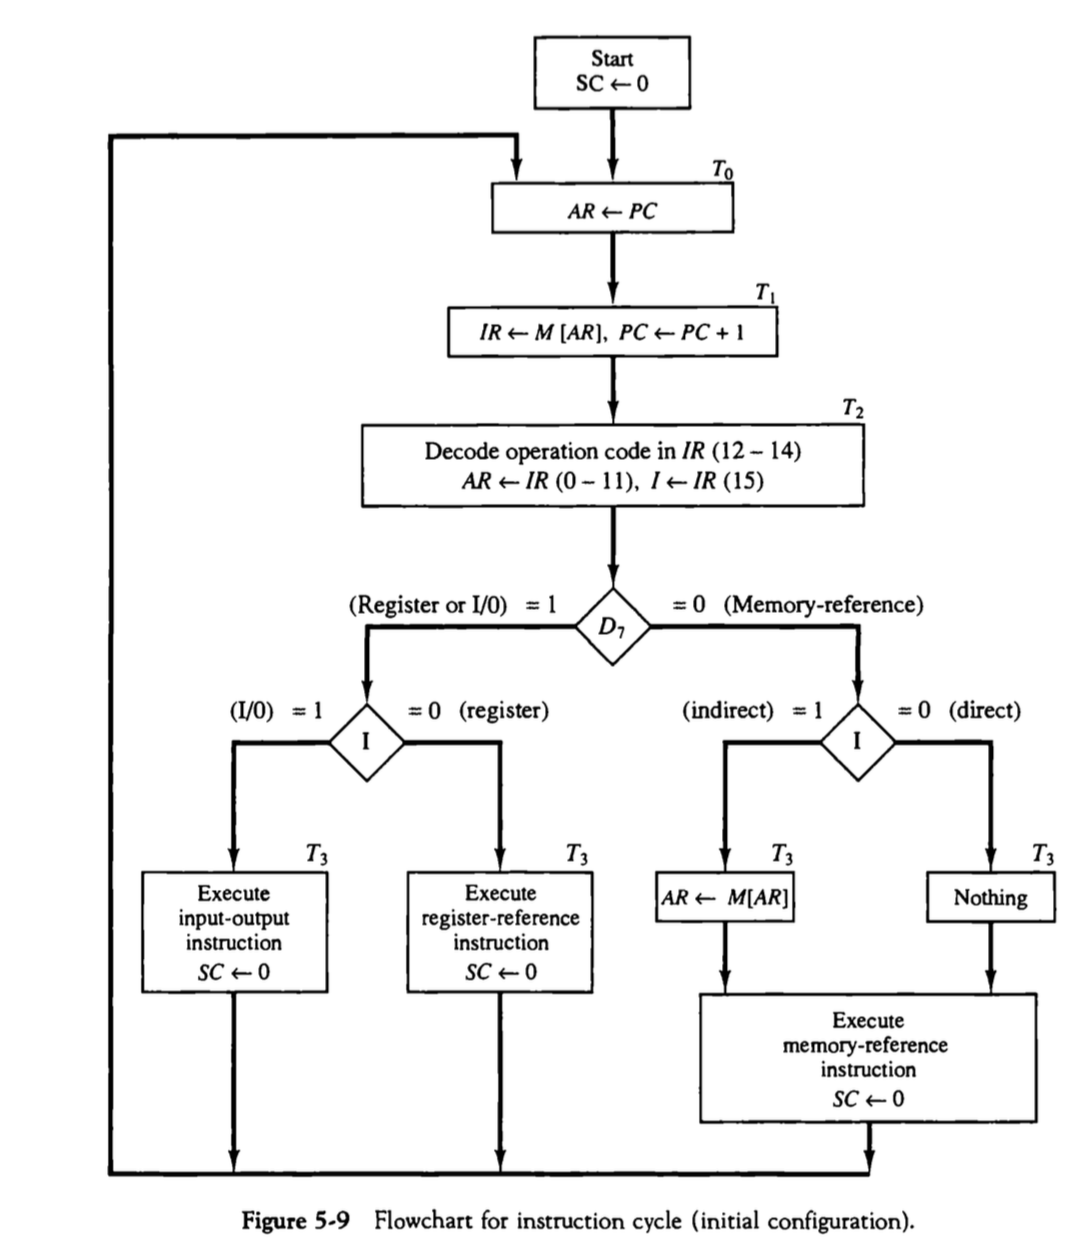 Start
SC ← 0
T₀
AR ← PC
T₁
IR ← M [AR], PC ← PC + 1
T₂
Decode operation code in IR (12 – 14)
AR ← IR (0 – 11), I ← IR (15)
(Register or I/0) = 1
= 0 (Memory-reference)
D₇
(I/0) = 1
= 0 (register)
(indirect) = 1
= 0 (direct)
I
I
T₃
T₃
T₃
T₃
Execute
input-output
instruction
SC ← 0
Execute
register-reference
instruction
SC ← 0
AR ← M[AR]
Nothing
Execute
memory-reference
instruction
SC ← 0
Figure 5-9 Flowchart for instruction cycle (initial configuration).